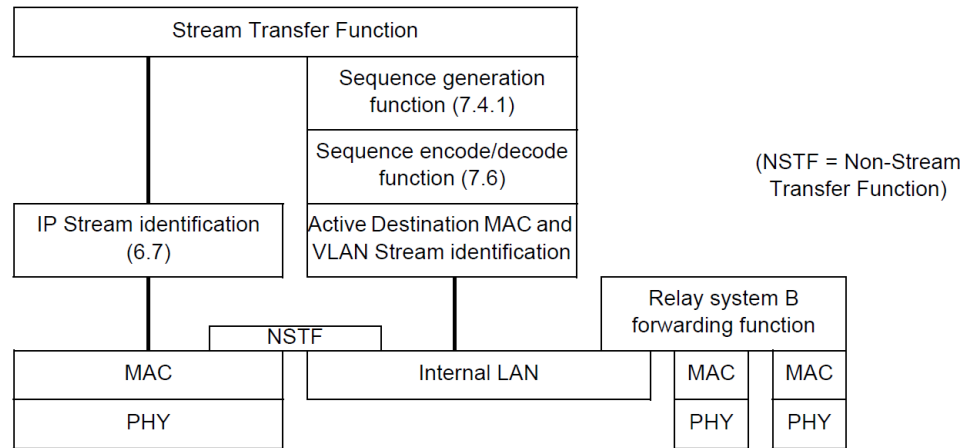 Stream Transfer Function
Sequence generation
function (7.4.1)
Sequence encode/decode
function (7.6)
(NSTF = Non-Stream
Transfer Function)
IP Stream identification
(6.7)
Active Destination MAC and
VLAN Stream identification
Relay system B
forwarding function
NSTF
MAC
Internal LAN
MAC
MAC
PHY
PHY
PHY